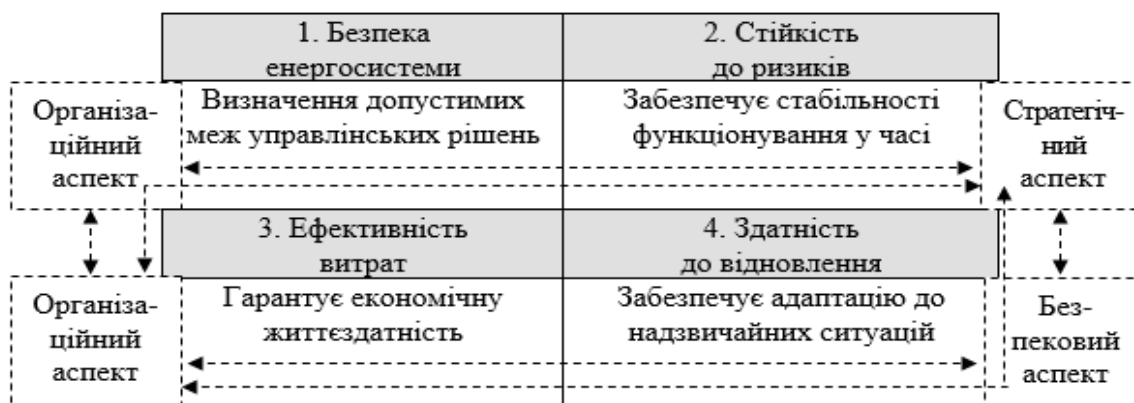 1. Безпека
енергосистеми
2. Стійкість
до ризиків
Організа-
ційний
аспект
Визначення допустимих
меж управлінських рішень
Забезпечує стабільності
функціонування у часі
Стратегіч-
ний
аспект
3. Ефективність
витрат
4. Здатність
до відновлення
Організа-
ційний
аспект
Гарантує економічну
життєздатність
Забезпечує адаптацію до
надзвичайних ситуацій
Без-
пековий
аспект